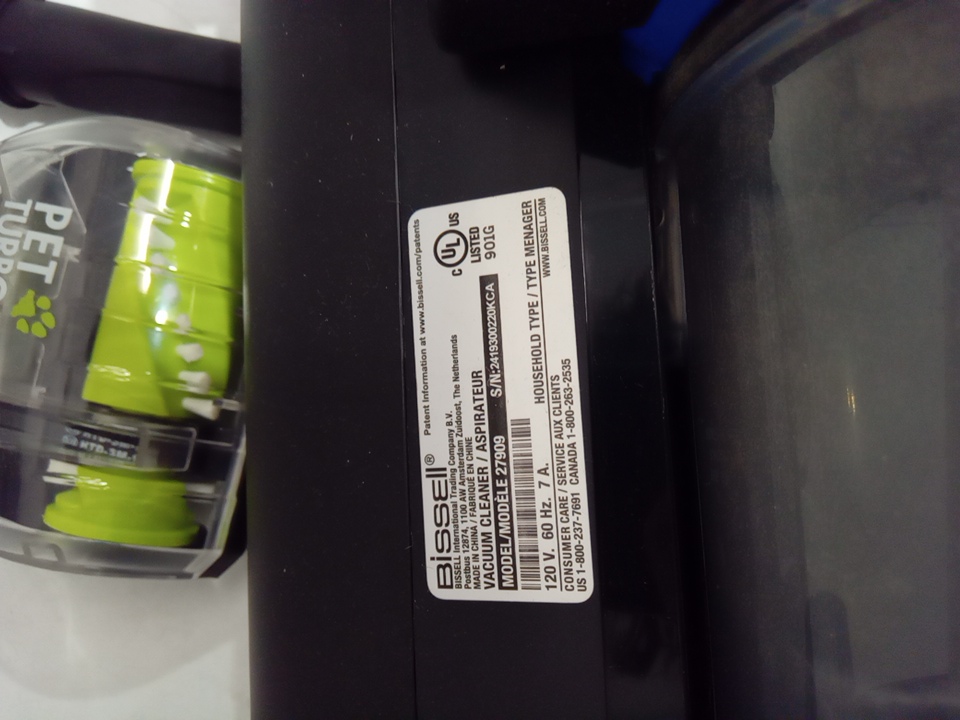 Bissell®
Patent Information at www.bissell.com/patents
BISSELL International Trading Company B.V.
Postbus 12874, 1100 AW Amsterdam Zuidoost, The Netherlands
MADE IN CHINA / FABRIQUÉ EN CHINE
VACUUM CLEANER / ASPIRATEUR
C UL US
LISTED
901G
MODEL/MODÈLE 27909
S/N:2419300220KCA
120 V. 60 Hz. 7 A.
HOUSEHOLD TYPE / TYPE MENAGER
CONSUMER CARE / SERVICE AUX CLIENTS
WWW.BISSELL.COM
US 1-800-237-7691 CANADA 1-800-263-2535
PET
TURBO